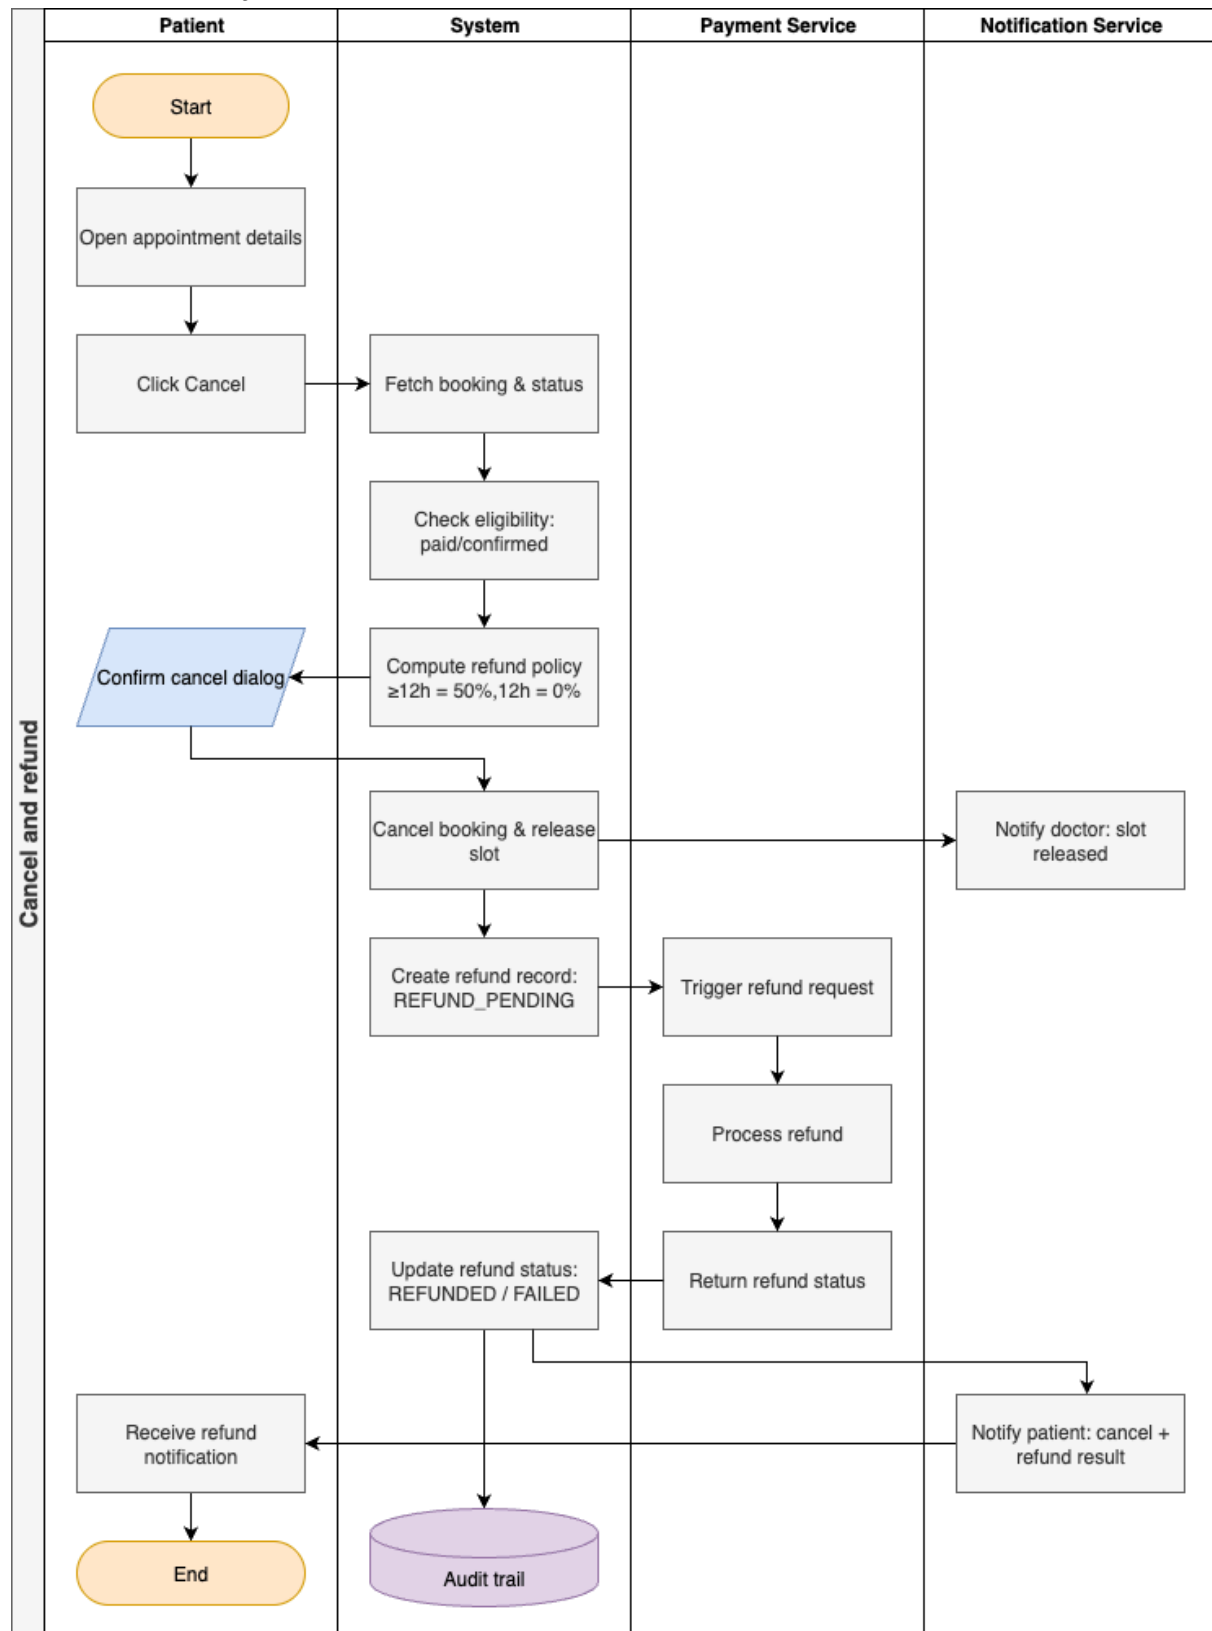 Patient
System
Payment Service
Notification Service
Cancel and refund
Start
Open appointment details
Click Cancel
Fetch booking & status
Check eligibility:
paid/confirmed
Compute refund policy
≥12h = 50%,12h = 0%
Confirm cancel dialog
Cancel booking & release
slot
Notify doctor: slot
released
Create refund record:
REFUND_PENDING
Trigger refund request
Process refund
Return refund status
Update refund status:
REFUNDED / FAILED
Notify patient: cancel +
refund result
Receive refund
notification
End
Audit trail